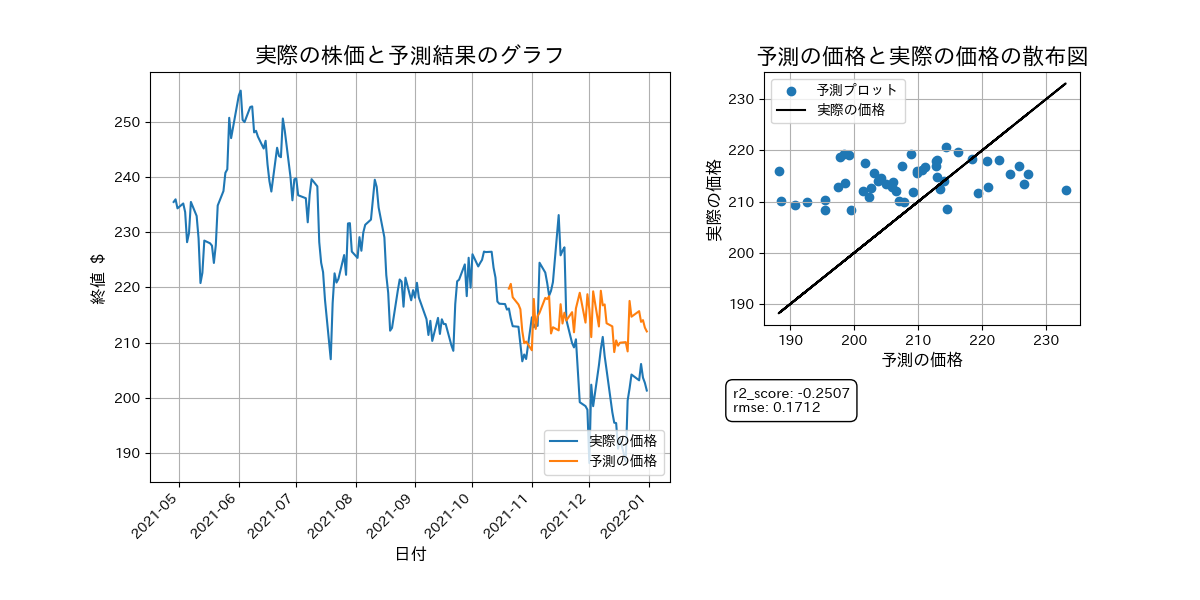 実際の株価と予測結果のグラフ
終値 $
250
240
230
220
210
200
190
2021-05
2021-06
2021-07
2021-08
2021-09
2021-10
2021-11
2021-12
2022-01
日付
実際の価格
予測の価格
予測の価格と実際の価格の散布図
実際の価格
230
220
210
200
190
190
200
210
220
230
予測の価格
予測プロット
実際の価格
r2_score: -0.2507
rmse: 0.1712